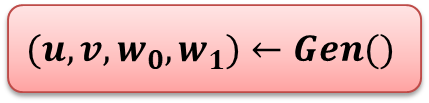 (u, v, w₀, w₁) ← Gen()